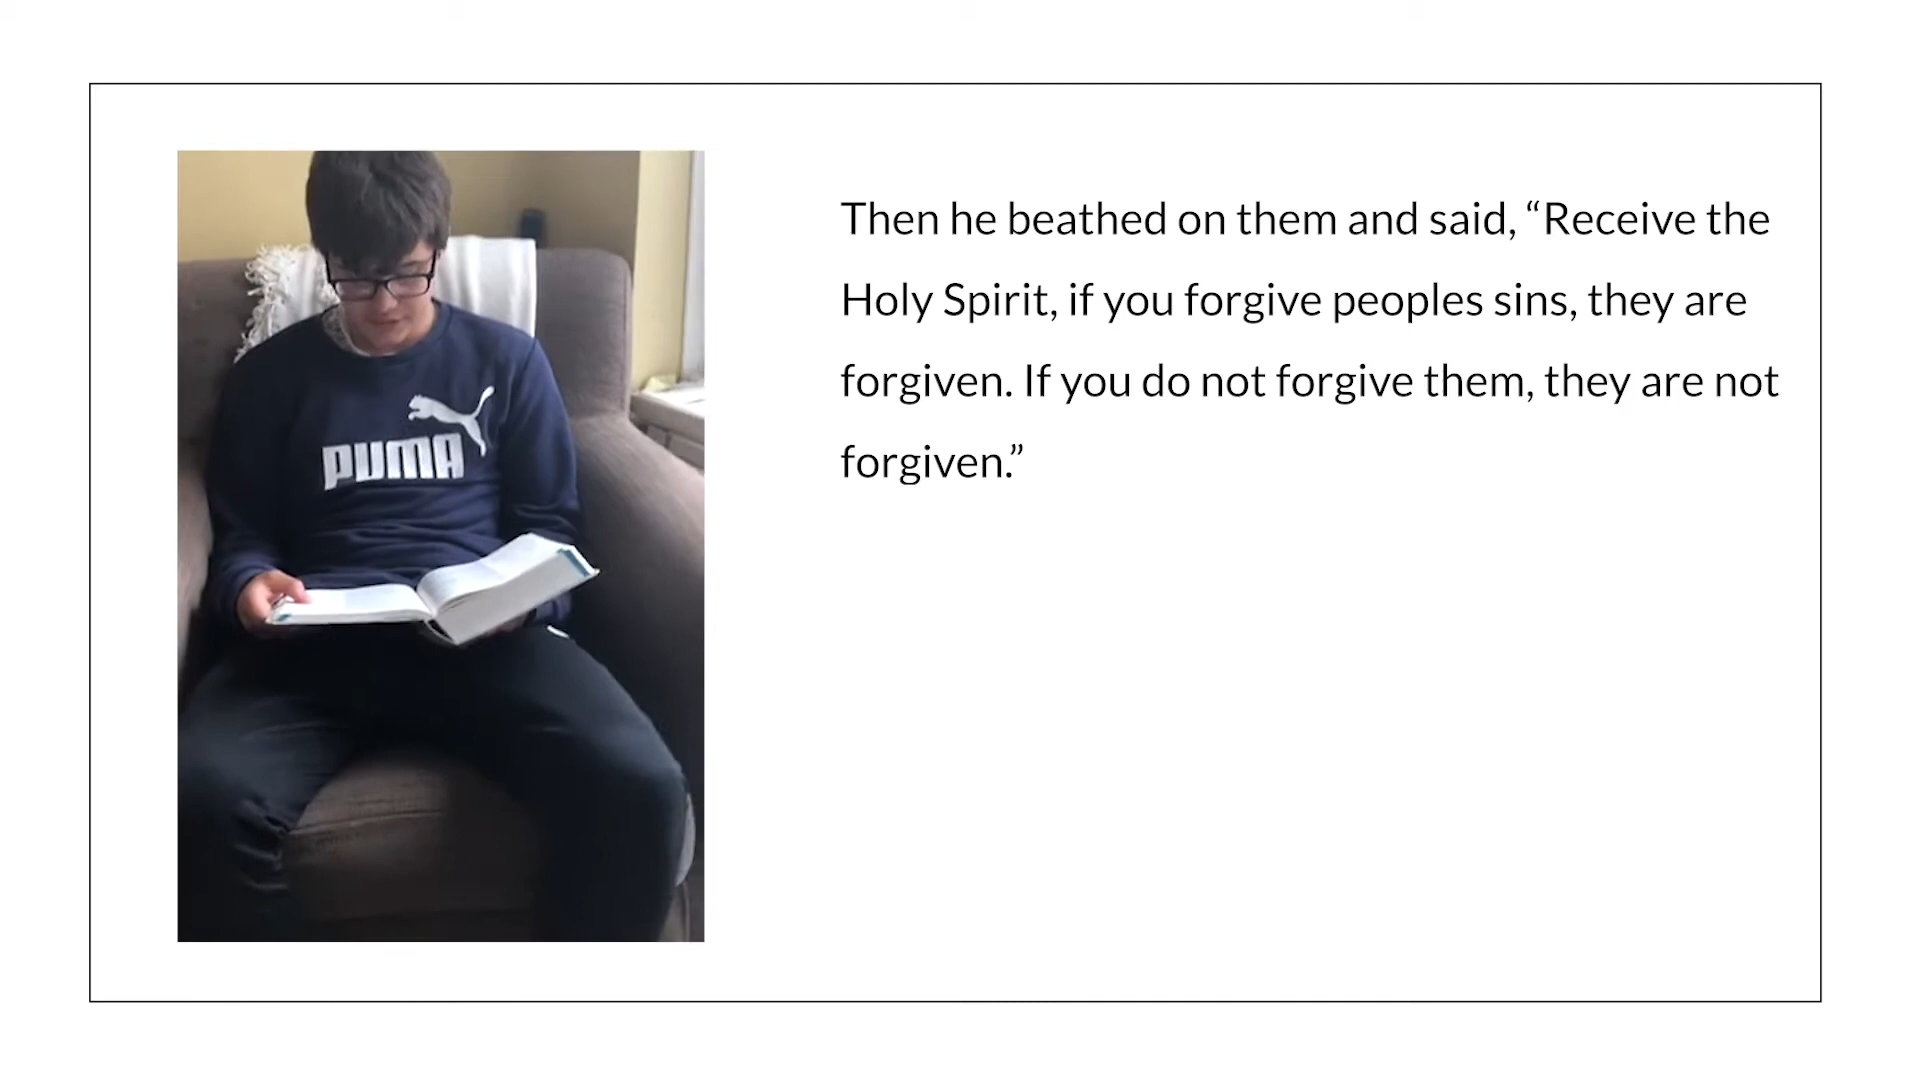 Then he beathed on them and said, “Receive the
Holy Spirit, if you forgive peoples sins, they are
forgiven. If you do not forgive them, they are not
forgiven.”
PUMA